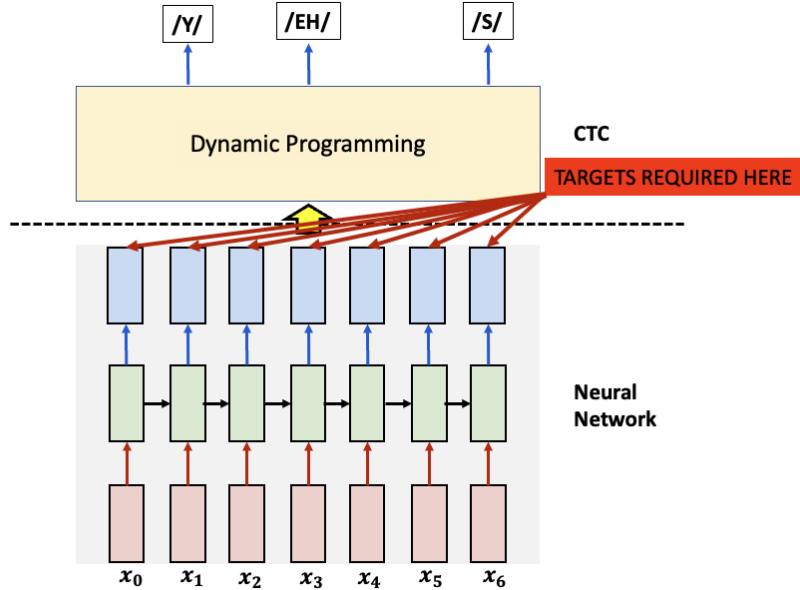 /Y/ /EH/ /S/
Dynamic Programming
CTC
TARGETS REQUIRED HERE
Neural
Network
x₀ x₁ x₂ x₃ x₄ x₅ x₆